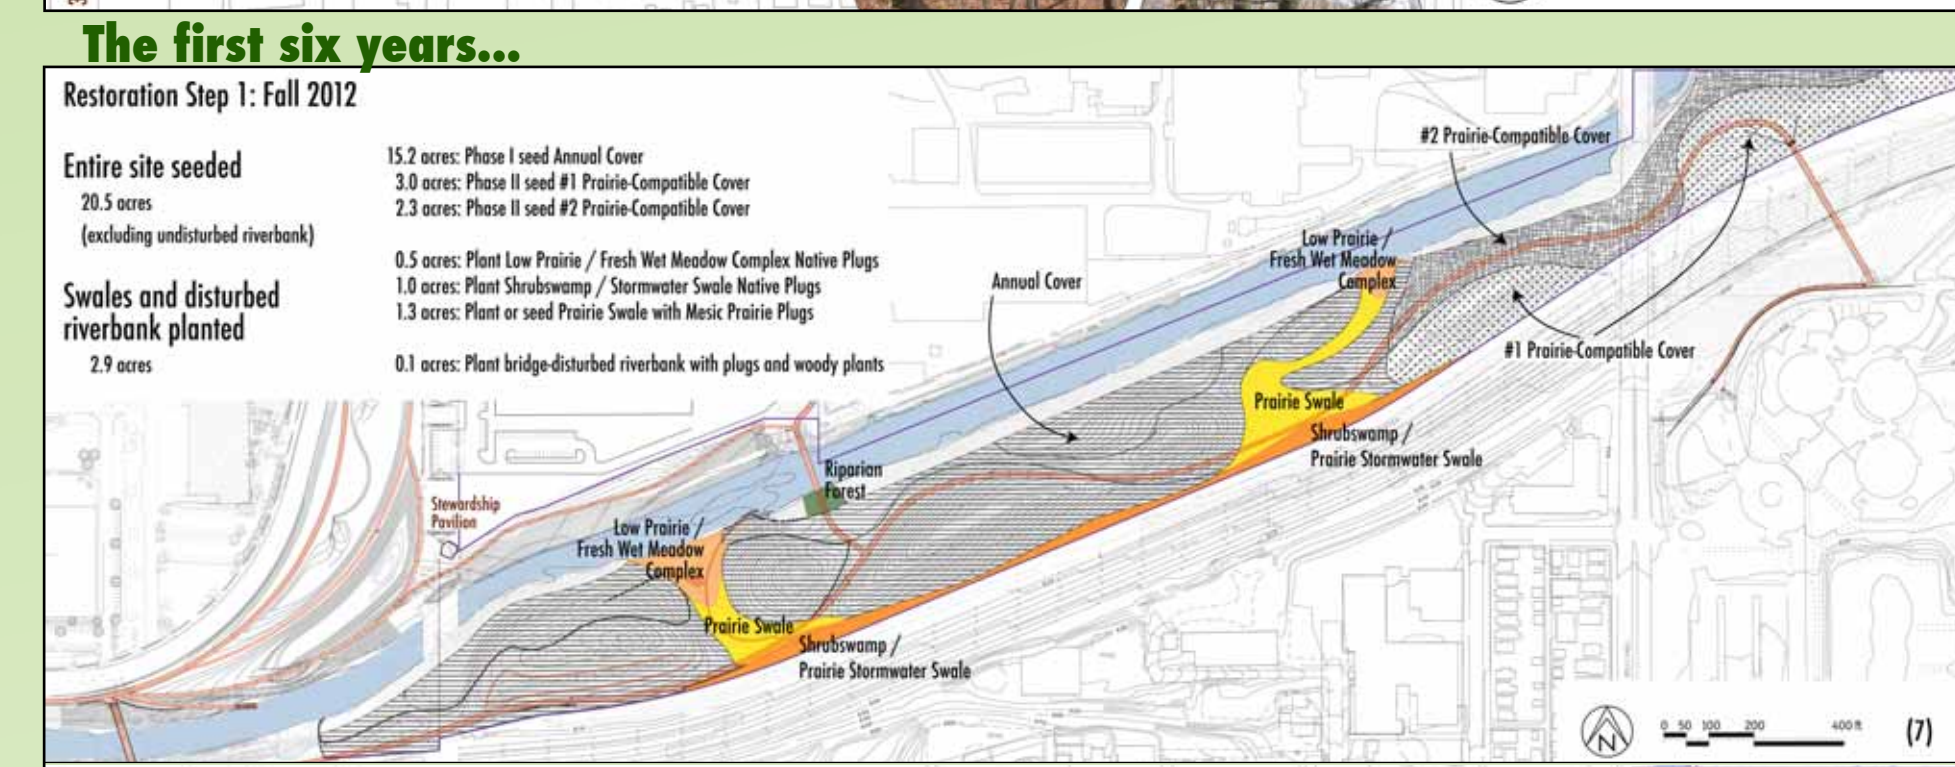 The first six years...
Restoration Step 1: Fall 2012
Entire site seeded
20.5 acres
(excluding undisturbed riverbank)
Swales and disturbed
riverbank planted
2.9 acres
15.2 acres: Phase I seed Annual Cover
3.0 acres: Phase II seed #1 Prairie-Compatible Cover
2.3 acres: Phase II seed #2 Prairie-Compatible Cover
0.5 acres: Plant Low Prairie / Fresh Wet Meadow Complex Native Plugs
1.0 acres: Plant Shrubswamp / Stormwater Swale Native Plugs
1.3 acres: Plant or seed Prairie Swale with Mesic Prairie Plugs
0.1 acres: Plant bridge-disturbed riverbank with plugs and woody plants
#2 Prairie-Compatible Cover
Low Prairie /
Fresh Wet Meadow
Complex
Annual Cover
#1 Prairie-Compatible Cover
Prairie Swale
Shrubswamp /
Prairie Stormwater Swale
Riparian
Forest
Stewardship
Pavilion
Low Prairie /
Fresh Wet Meadow
Complex
Prairie Swale
Shrubswamp /
Prairie Stormwater Swale
N
0 50 100 200 400 ft
(7)